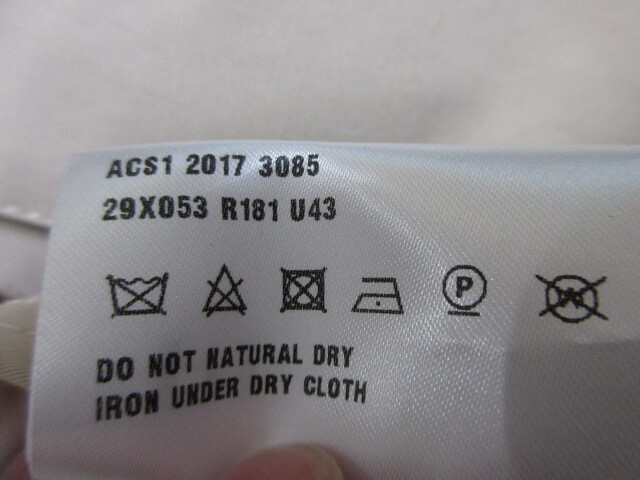 ACS1 2017 3085
29X053 R181 U43
P
W
DO NOT NATURAL DRY
IRON UNDER DRY CLOTH